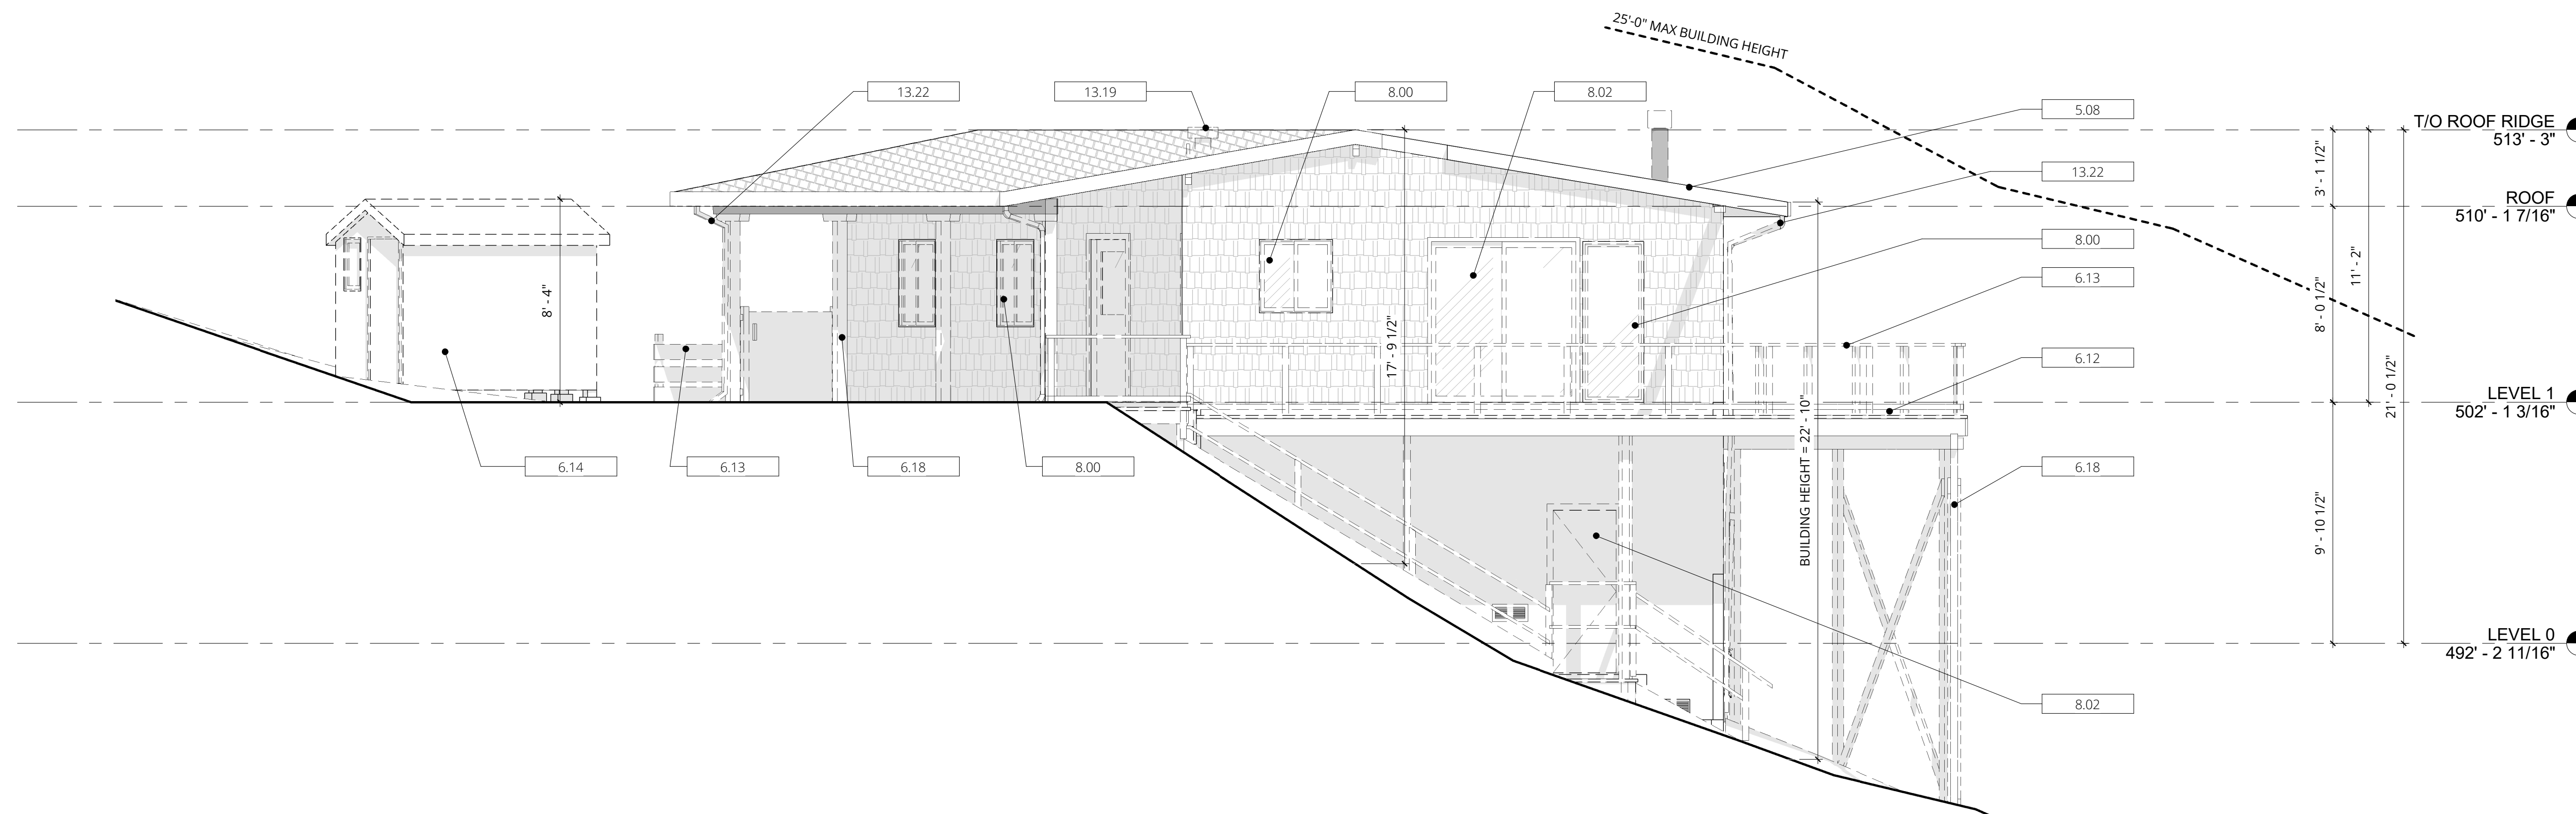 25'-0" MAX BUILDING HEIGHT
13.22
13.19
8.00
8.02
5.08
13.22
8.00
6.13
6.12
6.18
8.02
6.14
6.13
6.18
8.00
8' - 4"
17' - 9 1/2"
BUILDING HEIGHT = 22' - 10"
3' - 1 1/2"
8' - 0 1/2"
9' - 10 1/2"
11' - 2"
21' - 0 1/2"
T/O ROOF RIDGE
513' - 3"
ROOF
510' - 1 7/16"
LEVEL 1
502' - 1 3/16"
LEVEL 0
492' - 2 11/16"